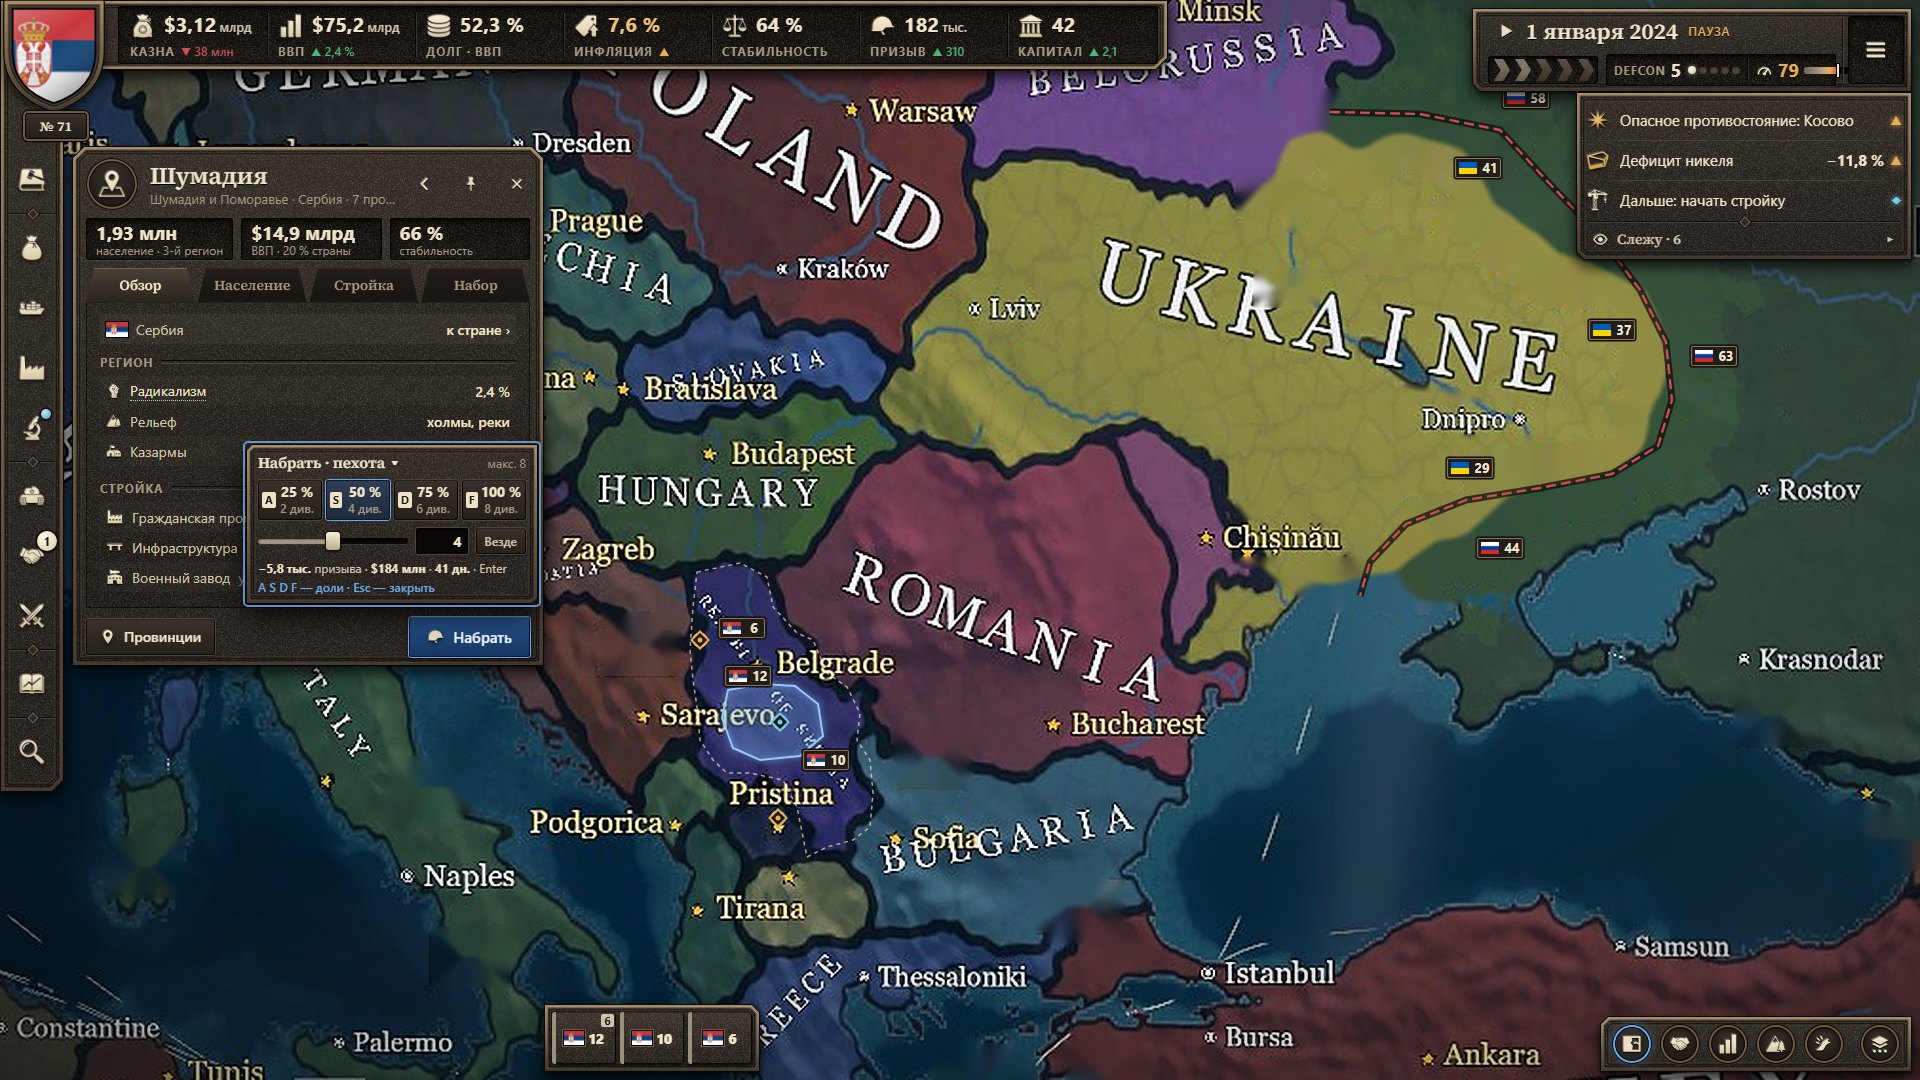 $3,12 млрд
КАЗНА ▼ 38 млн
$75,2 млрд
ВВП ▲ 2,4 %
52,3 %
ДОЛГ · ВВП
7,6 %
ИНФЛЯЦИЯ ▲
64 %
СТАБИЛЬНОСТЬ
182 тыс.
ПРИЗЫВ ▲ 310
42
КАПИТАЛ ▲ 2,1
1 января 2024 ПАУЗА
DEFCON 5
79
№ 71
Опасное противостояние: Косово
Дефицит никеля −11,8 %
Дальше: начать стройку
Слежу · 6
Шумадия
Шумадия и Поморавье · Сербия · 7 про...
1,93 млн
население · 3-й регион
$14,9 млрд
ВВП · 20 % страны
66 %
стабильность
Обзор
Население
Стройка
Набор
Сербия
к стране ›
РЕГИОН
Радикализм 2,4 %
Рельеф холмы, реки
Казармы
СТРОЙКА
Гражданская про
Инфраструктура
Военный завод
Набрать · пехота
макс. 8
A 25 %
2 див.
S 50 %
4 див.
D 75 %
6 див.
F 100 %
8 див.
4
Везде
−5,8 тыс. призыва · $184 млн · 41 дн. · Enter
A S D F — доли · Esc — закрыть
Провинции
Набрать
1
Minsk
BELORUSSIA
POLAND
Warsaw
Dresden
Prague
CHIA
Kraków
Lviv
UKRAINE
Dnipro
SLOVAKIA
Bratislava
Budapest
HUNGARY
Zagreb
Chișinău
ROMANIA
Bucharest
Belgrade
Sarajevo
Pristina
Podgorica
Sofia
BULGARIA
Tirana
ITALY
Naples
Palermo
Constantine
Tunis
Thessaloniki
GREECE
Istanbul
Bursa
Ankara
Samsun
Rostov
Krasnodar
58
41
37
63
29
44
6
12
10
12
6
10
6